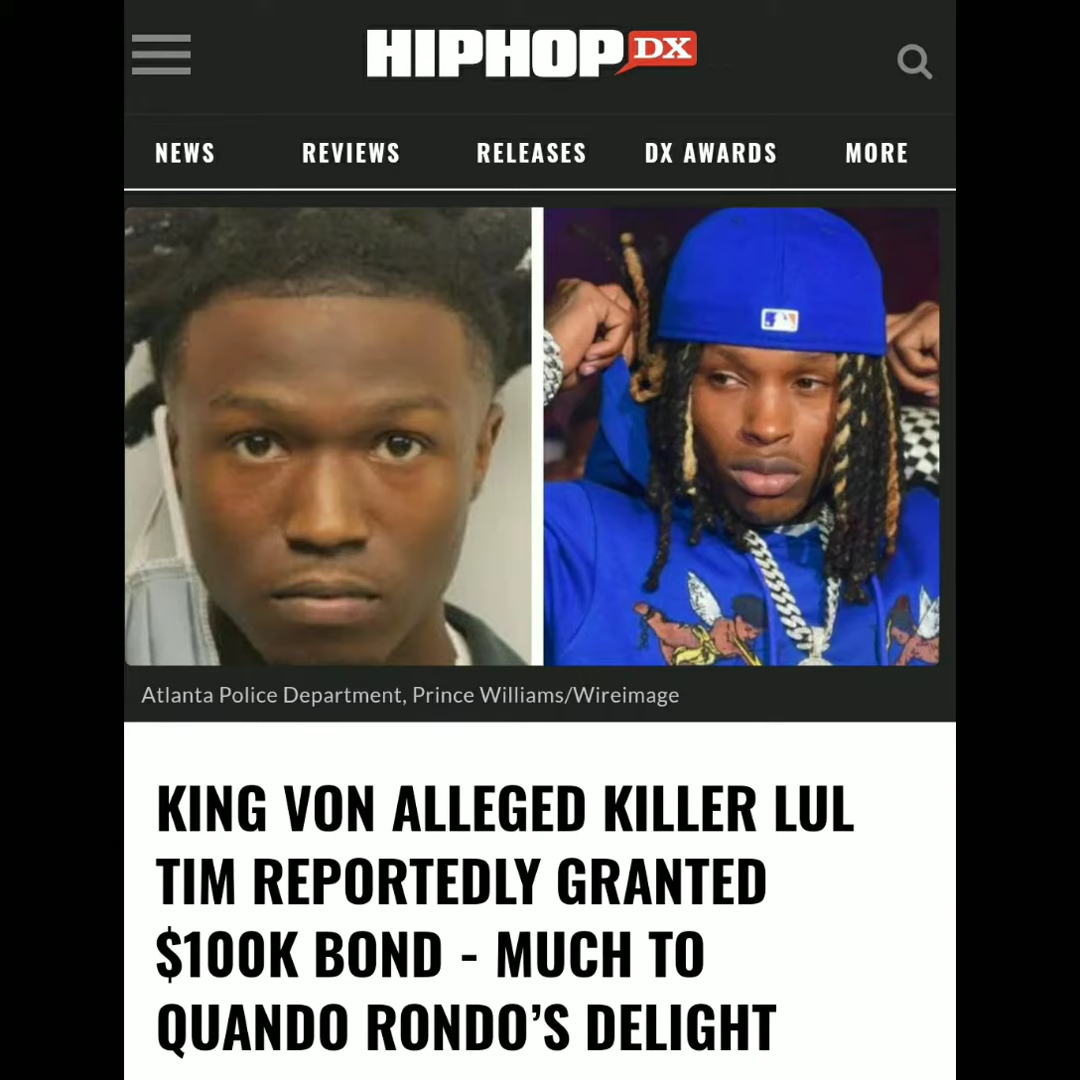 HIPHOP DX
NEWS REVIEWS RELEASES DX AWARDS MORE
Atlanta Police Department, Prince Williams/Wireimage
KING VON ALLEGED KILLER LUL
TIM REPORTEDLY GRANTED
$100K BOND - MUCH TO
QUANDO RONDO’S DELIGHT